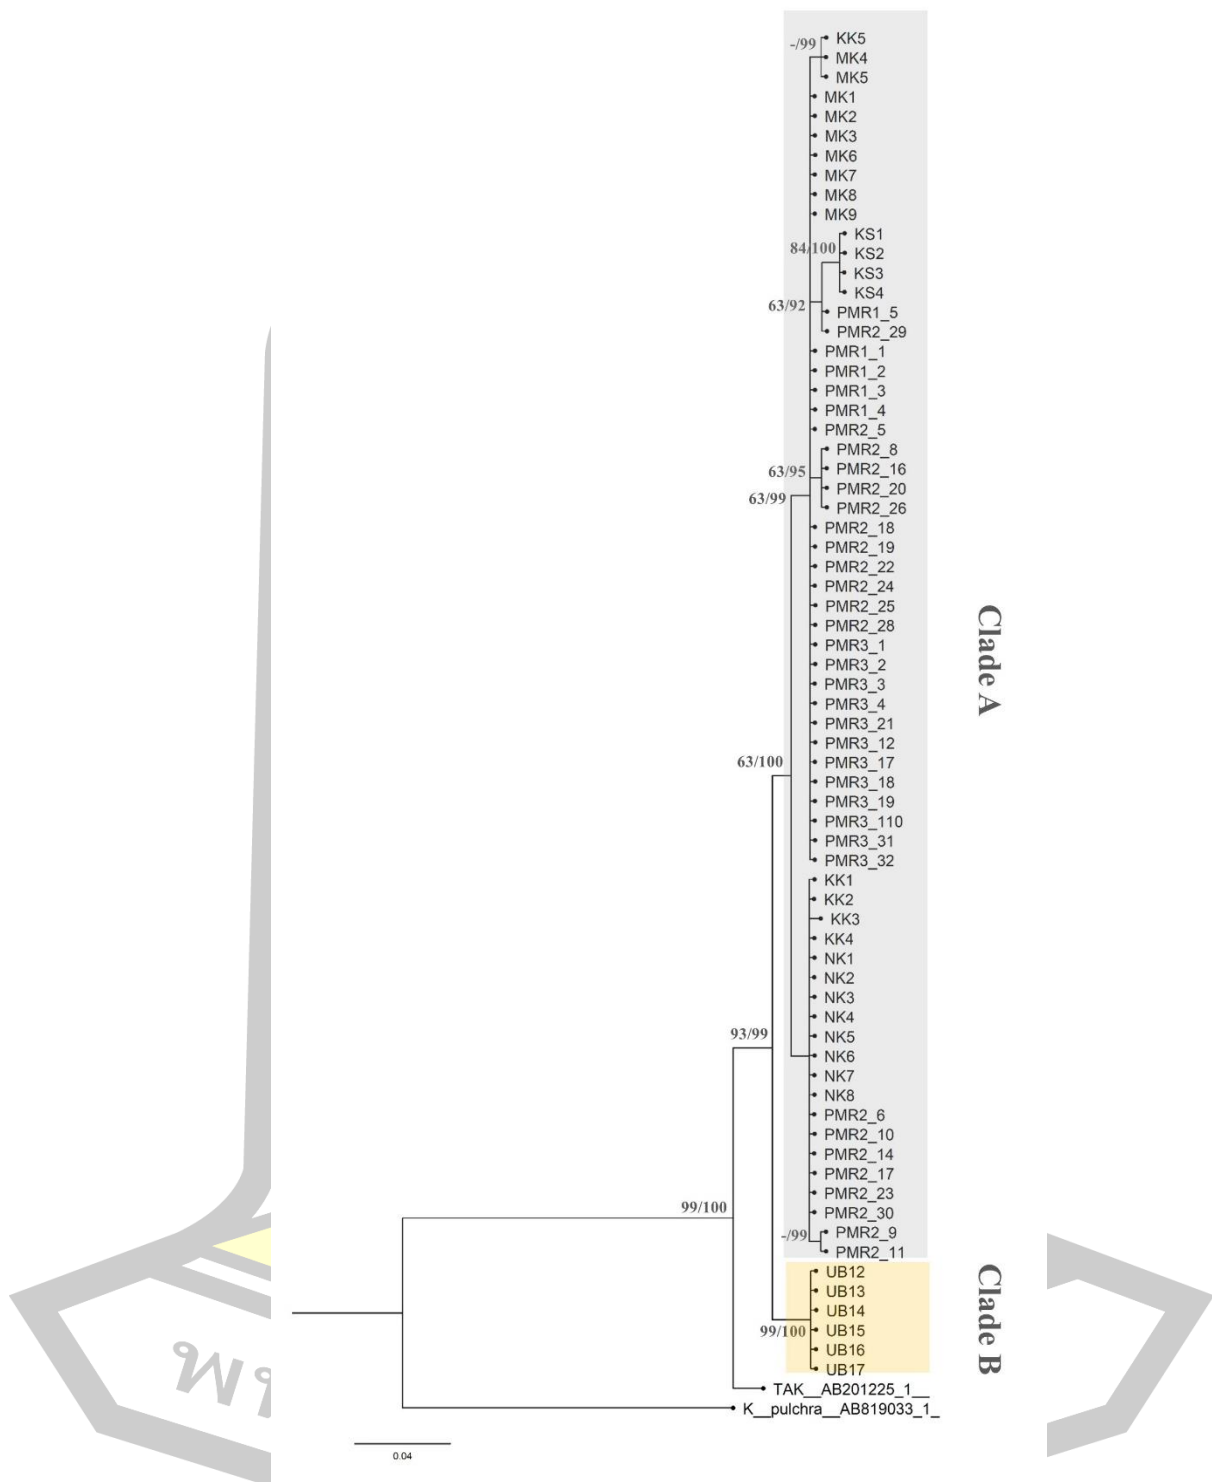 -/99
KK5
MK4
MK5
MK1
MK2
MK3
MK6
MK7
MK8
MK9
84/100
KS1
KS2
KS3
KS4
63/92
PMR1_5
PMR2_29
PMR1_1
PMR1_2
PMR1_3
PMR1_4
PMR2_5
PMR2_8
63/95
PMR2_16
PMR2_20
63/99
PMR2_26
PMR2_18
PMR2_19
PMR2_22
PMR2_24
PMR2_25
PMR2_28
PMR3_1
PMR3_2
PMR3_3
PMR3_4
PMR3_21
PMR3_12
63/100
PMR3_17
PMR3_18
PMR3_19
PMR3_110
PMR3_31
PMR3_32
KK1
KK2
KK3
KK4
NK1
NK2
NK3
NK4
93/99
NK5
NK6
NK7
NK8
PMR2_6
PMR2_10
PMR2_14
PMR2_17
PMR2_23
99/100
PMR2_30
-/99
PMR2_9
PMR2_11
Clade A
UB12
UB13
UB14
99/100
UB15
UB16
UB17
Clade B
TAK__AB201225_1__
K__pulchra__AB819033_1_
0.04